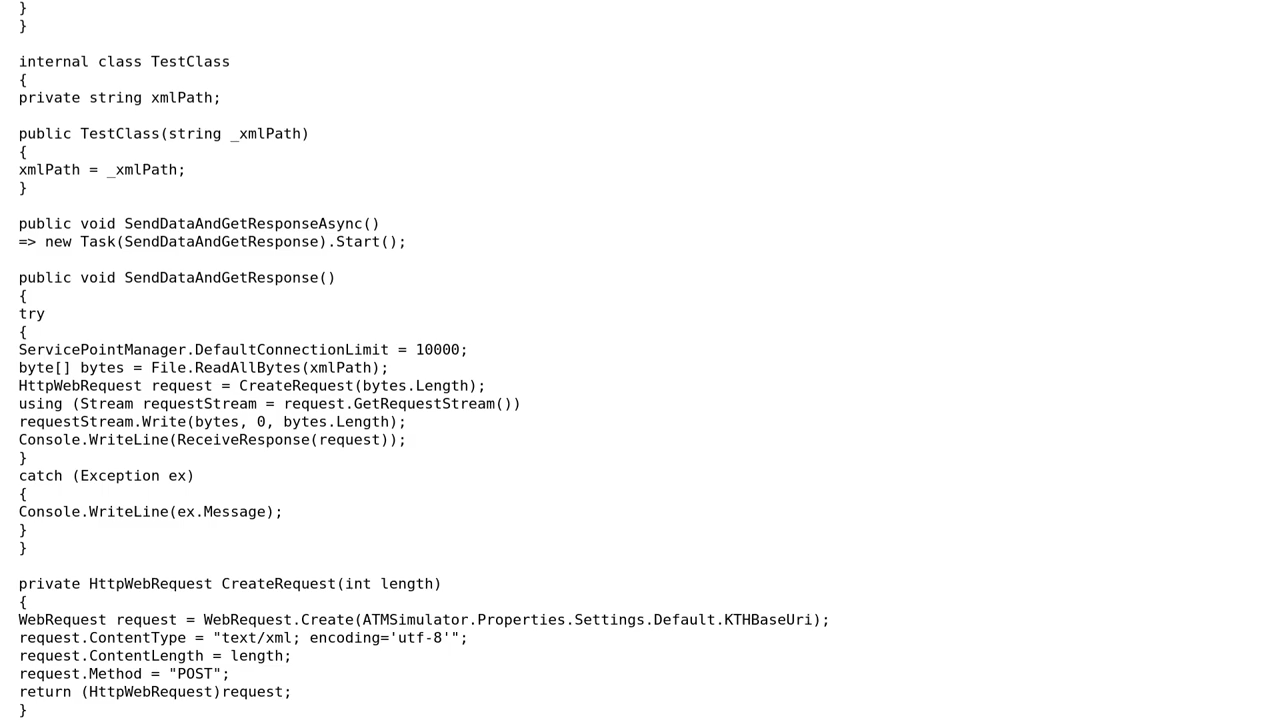 }
}
internal class TestClass
{
private string xmlPath;
public TestClass(string _xmlPath)
{
xmlPath = _xmlPath;
}
public void SendDataAndGetResponseAsync()
=> new Task(SendDataAndGetResponse).Start();
public void SendDataAndGetResponse()
{
try
{
ServicePointManager.DefaultConnectionLimit = 10000;
byte[] bytes = File.ReadAllBytes(xmlPath);
HttpWebRequest request = CreateRequest(bytes.Length);
using (Stream requestStream = request.GetRequestStream())
requestStream.Write(bytes, 0, bytes.Length);
Console.WriteLine(ReceiveResponse(request));
}
catch (Exception ex)
{
Console.WriteLine(ex.Message);
}
}
private HttpWebRequest CreateRequest(int length)
{
WebRequest request = WebRequest.Create(ATMSimulator.Properties.Settings.Default.KTHBaseUri);
request.ContentType = "text/xml; encoding='utf-8'";
request.ContentLength = length;
request.Method = "POST";
return (HttpWebRequest)request;
}